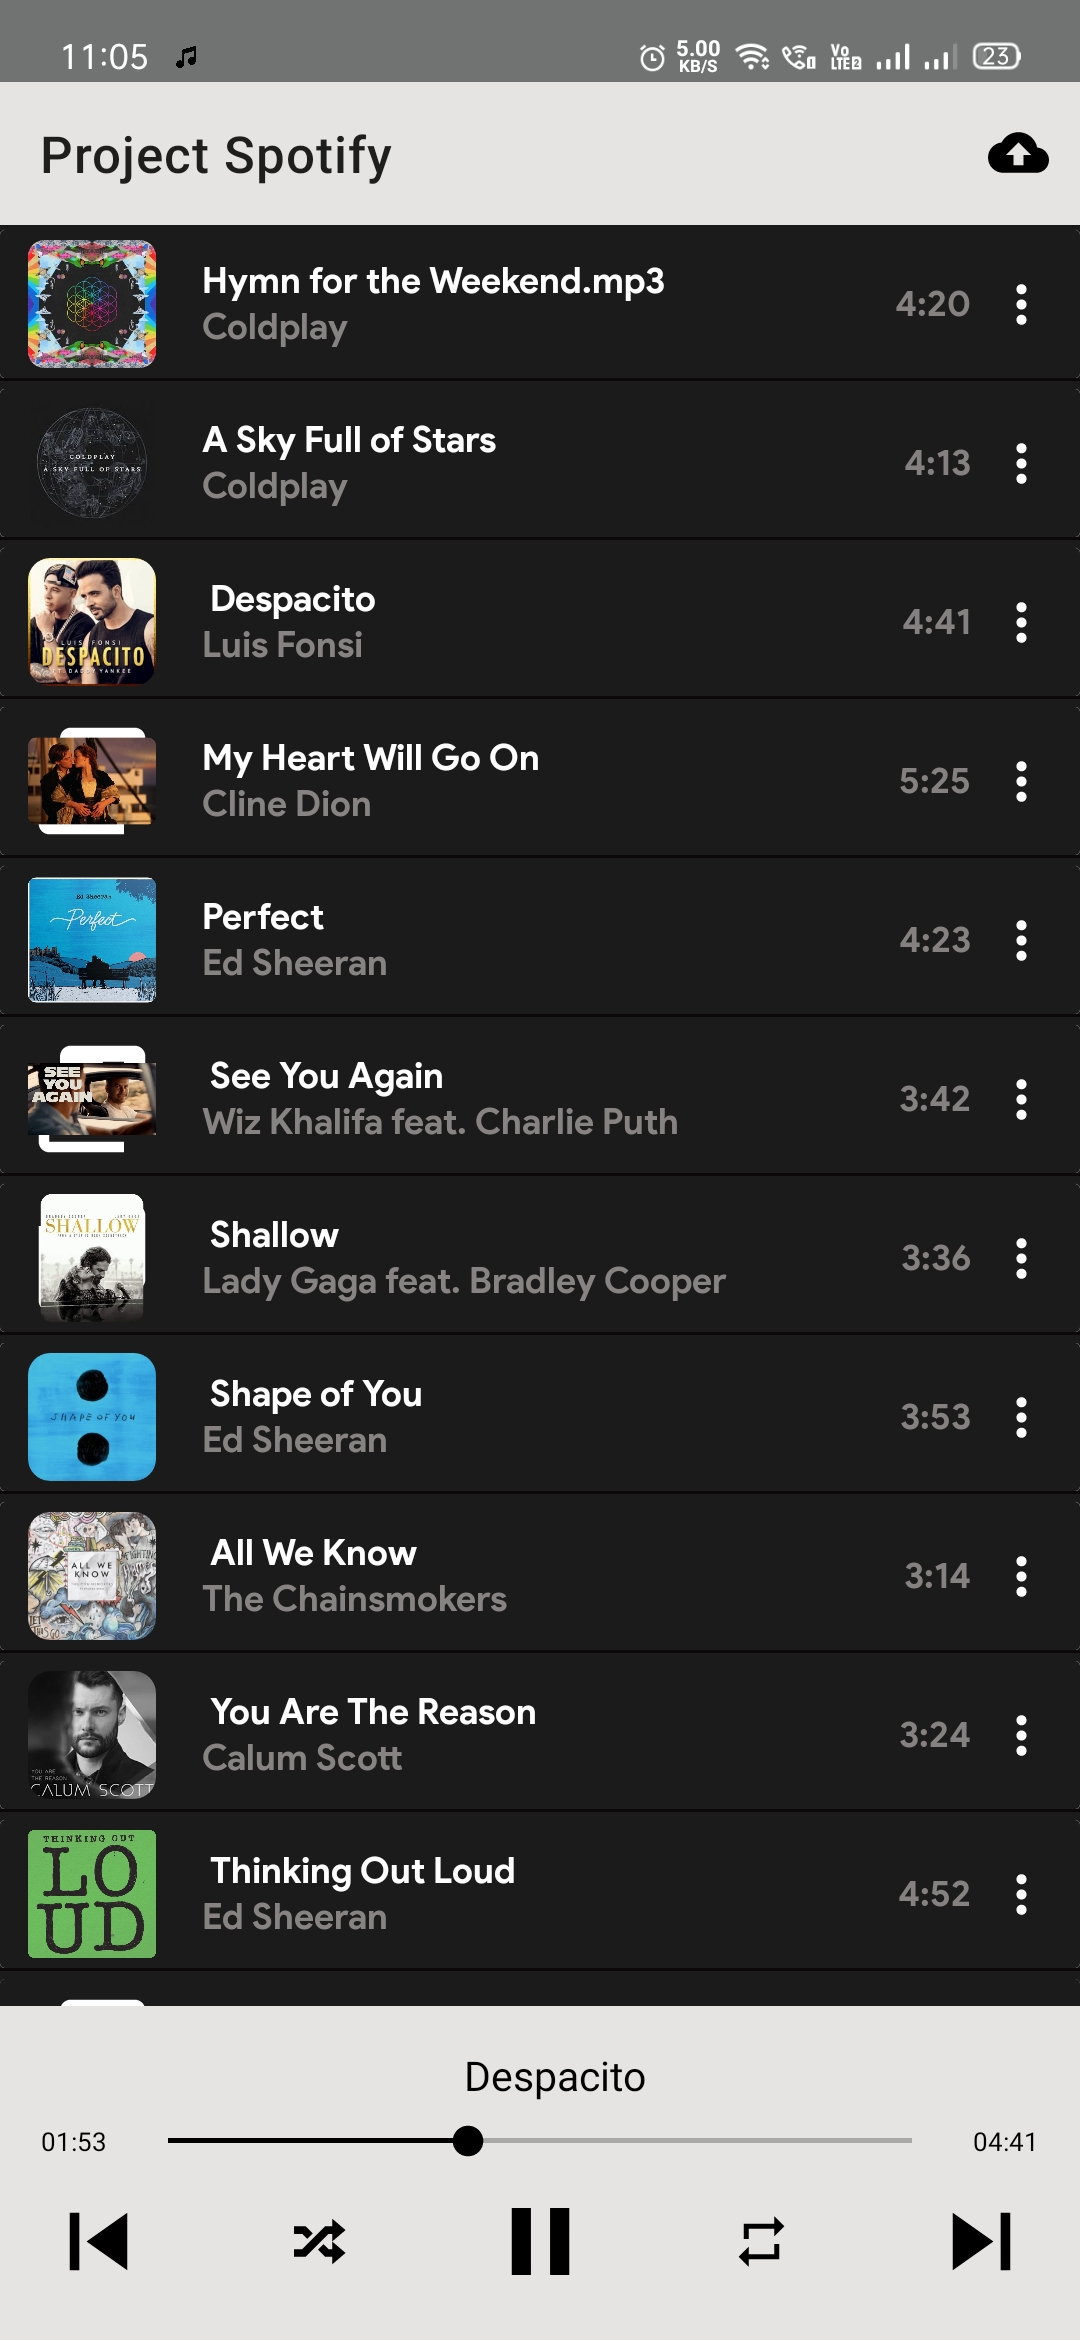 11:05 5.00 KB/S Vo LTE2 23
Project Spotify
Hymn for the Weekend.mp3
Coldplay
4:20
COLDPLAY
A SKY FULL OF STARS
A Sky Full of Stars
Coldplay
4:13
LUIS FONSI
DESPACITO
FT. DADDY YANKEE
Despacito
Luis Fonsi
4:41
My Heart Will Go On
Cline Dion
5:25
Ed Sheeran
Perfect
Perfect
Ed Sheeran
4:23
SEE
YOU
AGAIN
See You Again
Wiz Khalifa feat. Charlie Puth
3:42
SHALLOW
Shallow
Lady Gaga feat. Bradley Cooper
3:36
SHAPE OF YOU
Shape of You
Ed Sheeran
3:53
ALL WE
KNOW
All We Know
The Chainsmokers
3:14
YOU ARE
THE REASON
CALUM SCOTT
You Are The Reason
Calum Scott
3:24
THINKING OUT
LO
UD
Thinking Out Loud
Ed Sheeran
4:52
Despacito
01:53
04:41